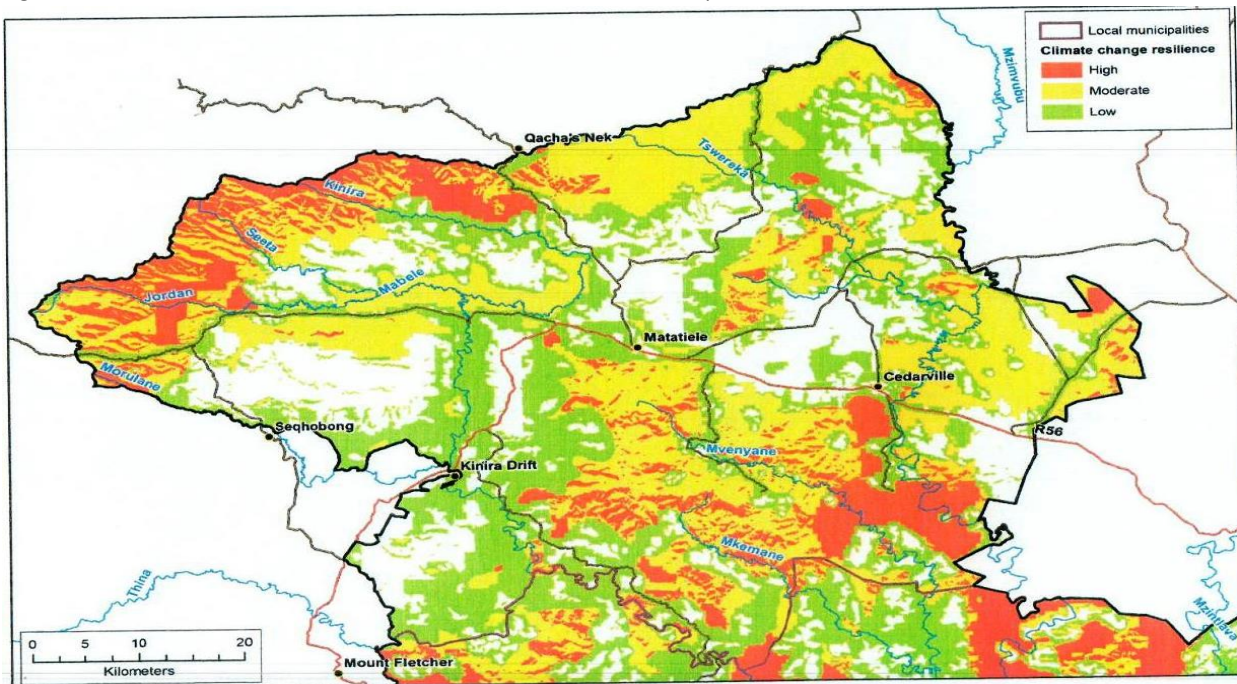 Local municipalities
Climate change resilience
High
Moderate
Low
Mzimvubu
Qacha's Nek
Tswereka
Kinira
Seeta
Mabele
Jordan
Matatiele
Morulane
Cedarville
Seqhobong
R56
Mvenyane
Kinira Drift
Mkemane
Thina
Mzintlava
0 5 10 20
Kilometers
Mount Fletcher